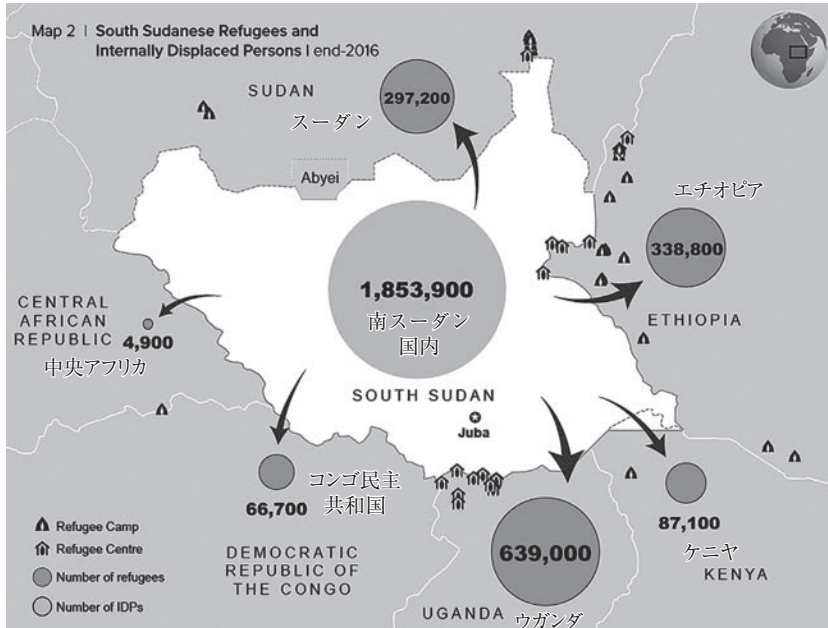 Map 2 | South Sudanese Refugees and
Internally Displaced Persons | end-2016
SUDAN
297,200
スーダン
Abyei
エチオピア
338,800
ETHIOPIA
1,853,900
南スーダン
国内
CENTRAL
AFRICAN
REPUBLIC
4,900
中央アフリカ
SOUTH SUDAN
Juba
コンゴ民主
共和国
66,700
DEMOCRATIC
REPUBLIC OF
THE CONGO
639,000
UGANDA
ウガンダ
87,100
ケニヤ
KENYA
Refugee Camp
Refugee Centre
Number of refugees
Number of IDPs